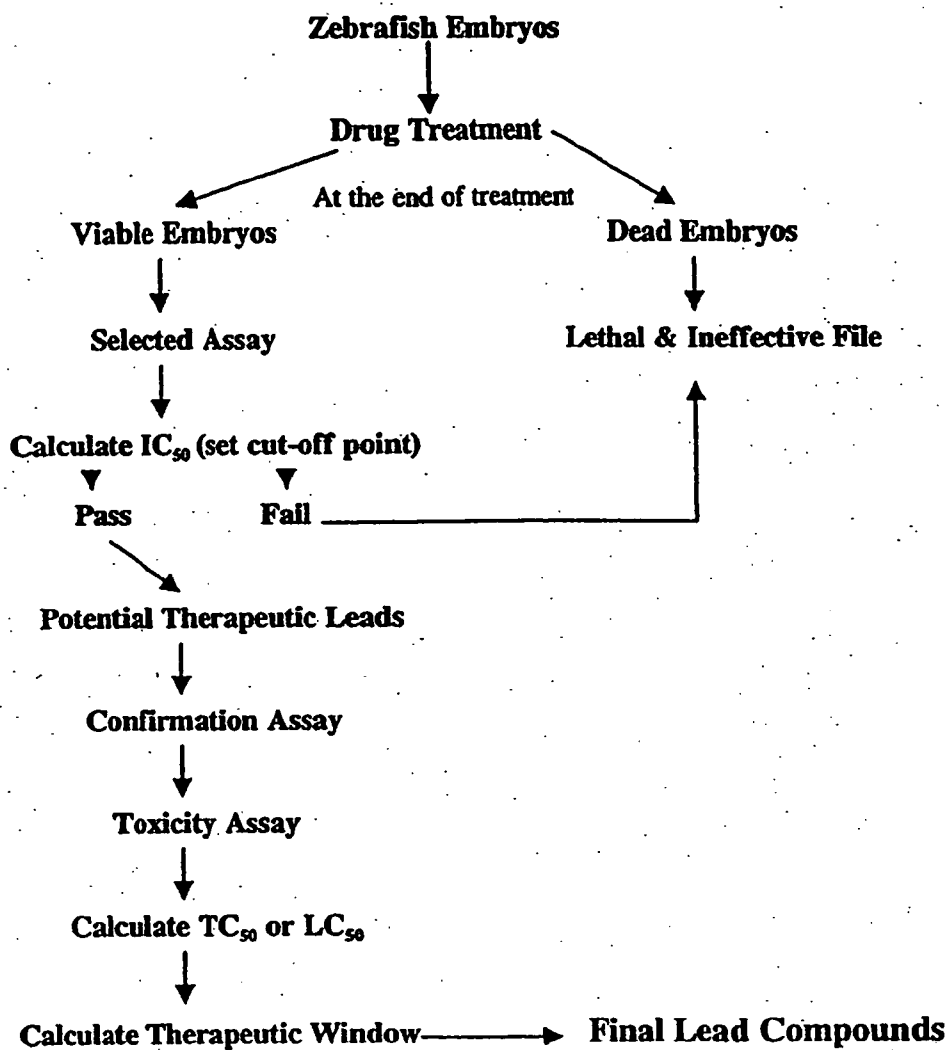 Zebrafish Embryos
Drug Treatment
At the end of treatment
Viable Embryos
Dead Embryos
Selected Assay
Lethal & Ineffective File
Calculate IC₅₀ (set cut-off point)
Pass
Fail
Potential Therapeutic Leads
Confirmation Assay
Toxicity Assay
Calculate TC₅₀ or LC₅₀
Calculate Therapeutic Window
Final Lead Compounds